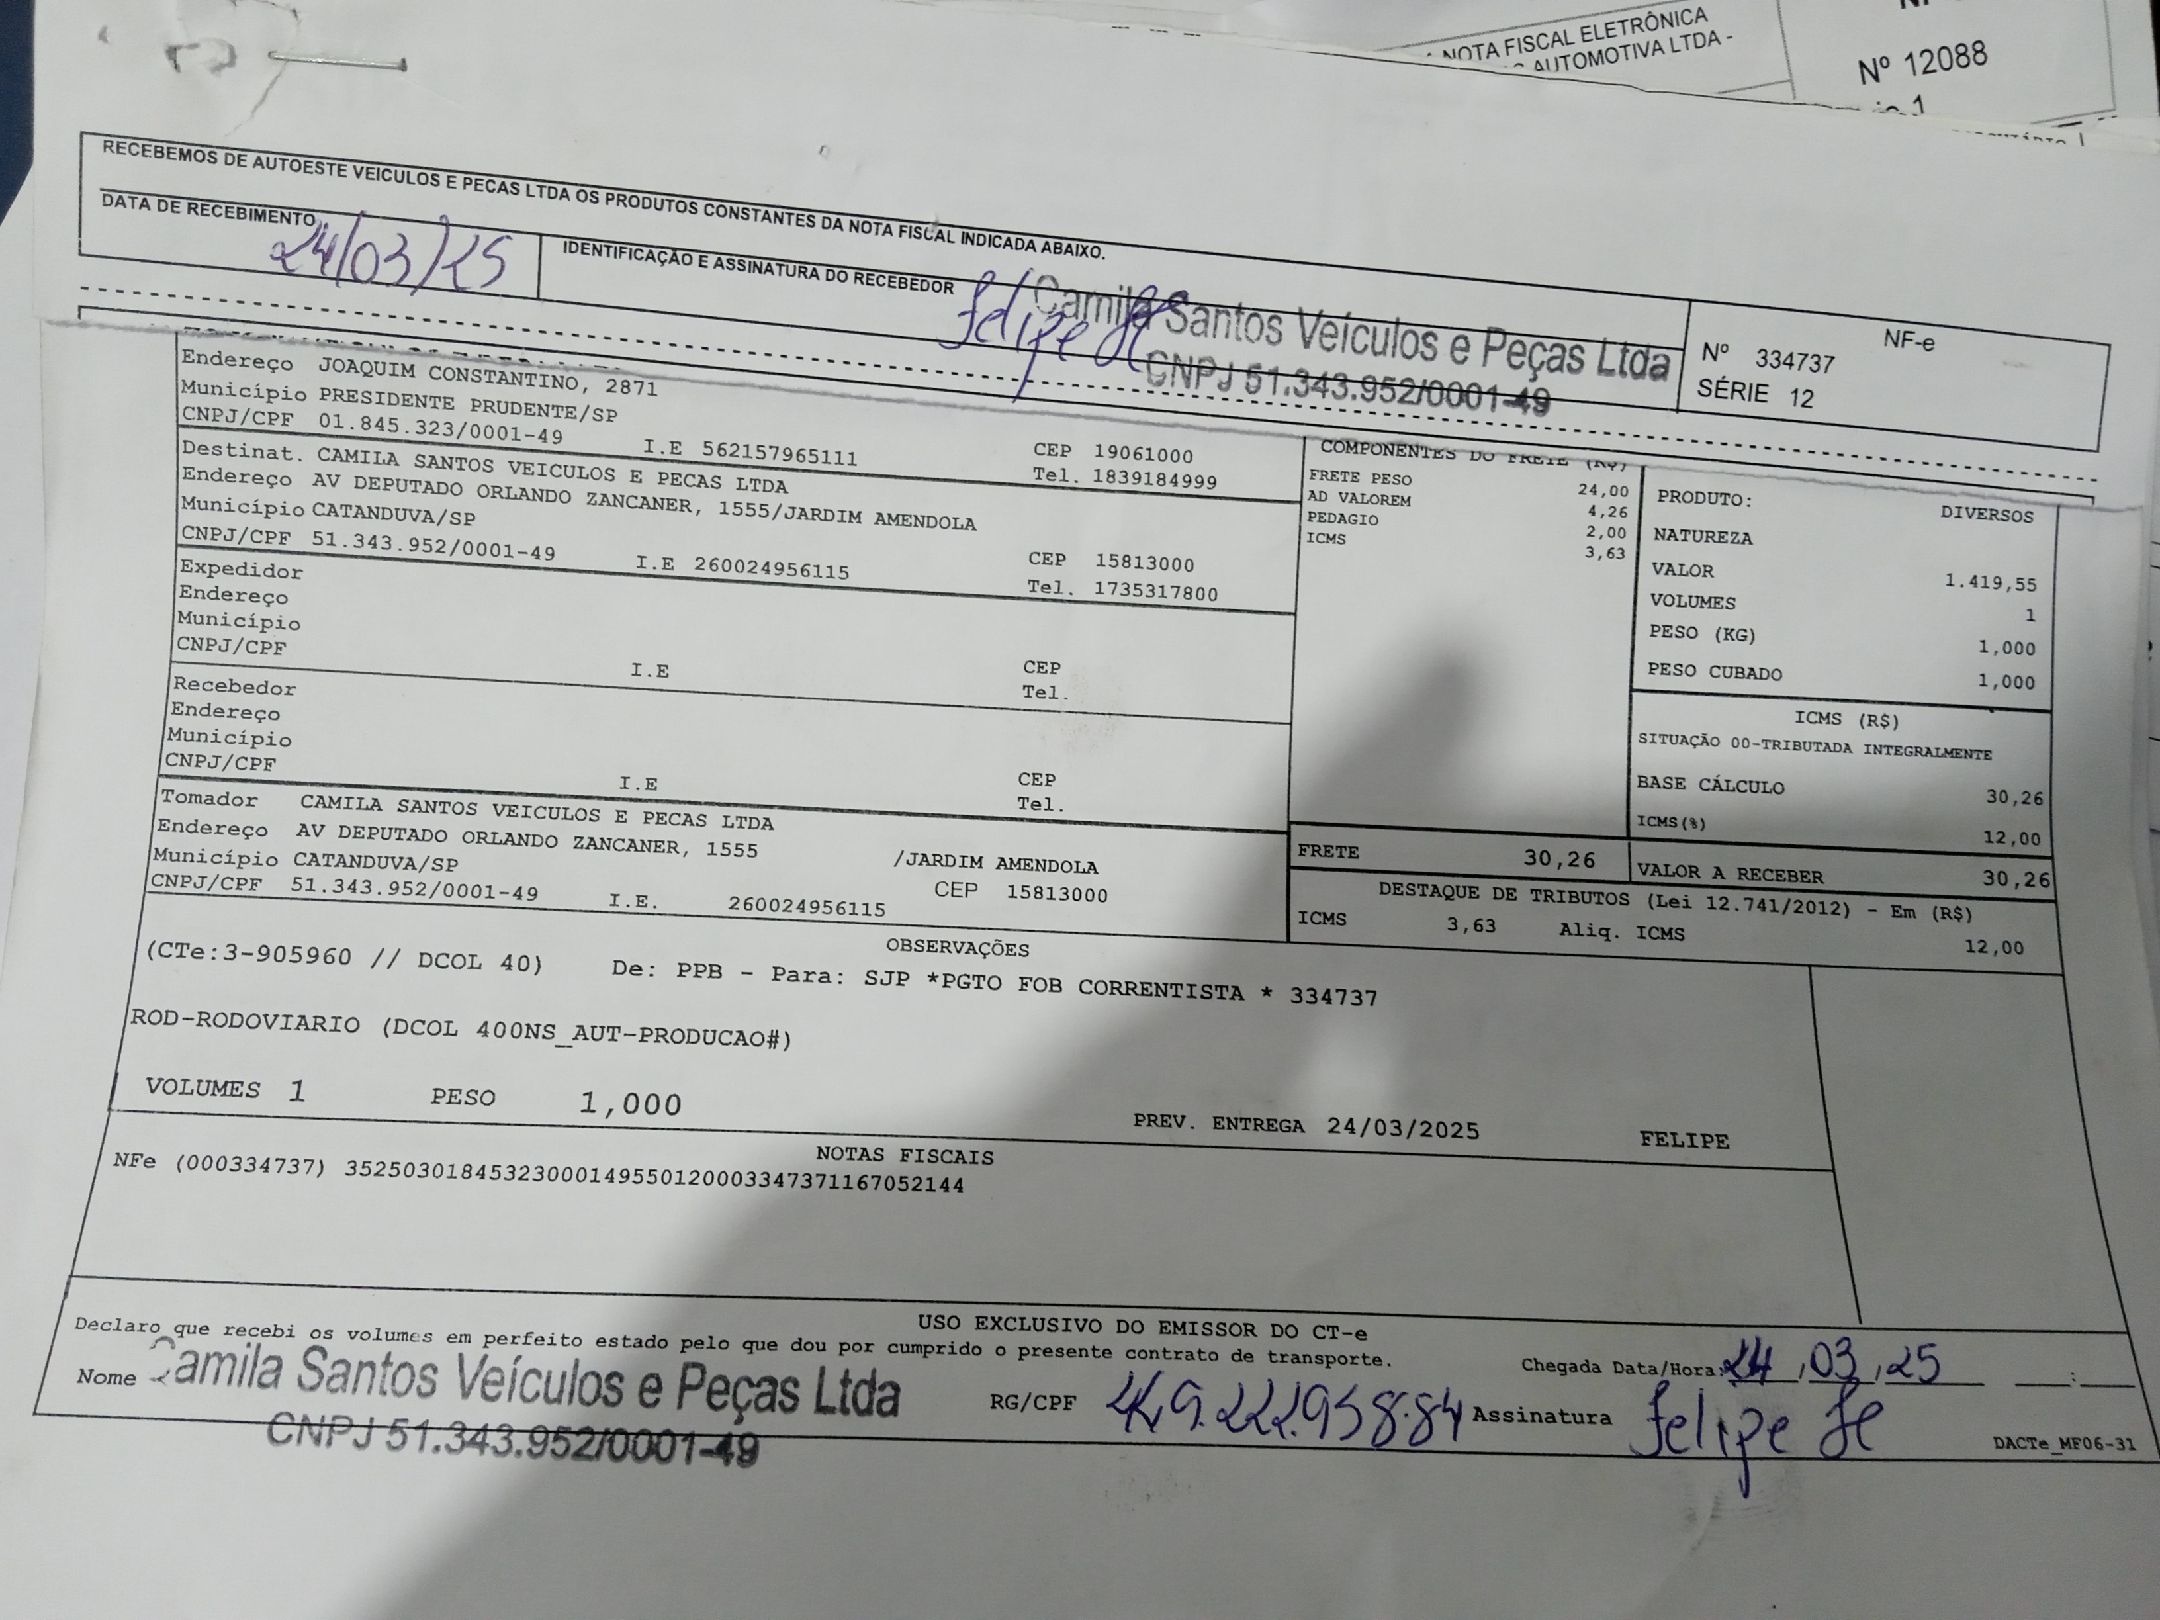 NOTA FISCAL ELETRÔNICA
AUTOMOTIVA LTDA -
Nº 12088
RECEBEMOS DE AUTOESTE VEICULOS E PECAS LTDA OS PRODUTOS CONSTANTES DA NOTA FISCAL INDICADA ABAIXO.
DATA DE RECEBIMENTO
24/03/25
IDENTIFICAÇÃO E ASSINATURA DO RECEBEDOR
Felipe
Camila Santos Veículos e Peças Ltda
CNPJ 51.343.952/0001-49
NF-e
Nº 334737
SÉRIE 12
Endereço JOAQUIM CONSTANTINO, 2871
Município PRESIDENTE PRUDENTE/SP
CEP 19061000
CNPJ/CPF 01.845.323/0001-49 I.E 562157965111 Tel. 1839184999
Destinat. CAMILA SANTOS VEICULOS E PECAS LTDA
Endereço AV DEPUTADO ORLANDO ZANCANER, 1555/JARDIM AMENDOLA
Município CATANDUVA/SP CEP 15813000
CNPJ/CPF 51.343.952/0001-49 I.E 260024956115 Tel. 1735317800
Expedidor
Endereço
Município CEP
CNPJ/CPF I.E Tel.
Recebedor
Endereço
Município CEP
CNPJ/CPF I.E Tel.
Tomador CAMILA SANTOS VEICULOS E PECAS LTDA
Endereço AV DEPUTADO ORLANDO ZANCANER, 1555 /JARDIM AMENDOLA
Município CATANDUVA/SP CEP 15813000
CNPJ/CPF 51.343.952/0001-49 I.E. 260024956115
COMPONENTES DO FRETE (R$)
FRETE PESO 24,00
AD VALOREM 4,26
PEDAGIO 2,00
ICMS 3,63
PRODUTO: DIVERSOS
NATUREZA
VALOR 1.419,55
VOLUMES 1
PESO (KG) 1,000
PESO CUBADO 1,000
ICMS (R$)
SITUAÇÃO 00-TRIBUTADA INTEGRALMENTE
BASE CÁLCULO 30,26
ICMS(%) 12,00
FRETE 30,26 VALOR A RECEBER 30,26
DESTAQUE DE TRIBUTOS (Lei 12.741/2012) - Em (R$)
ICMS 3,63 Aliq. ICMS 12,00
OBSERVAÇÕES
(CTe:3-905960 // DCOL 40) De: PPB - Para: SJP *PGTO FOB CORRENTISTA * 334737
ROD-RODOVIARIO (DCOL 400NS_AUT-PRODUCAO#)
VOLUMES 1 PESO 1,000 PREV. ENTREGA 24/03/2025 FELIPE
NOTAS FISCAIS
NFe (000334737) 35250301845323000149550120003347371167052144
USO EXCLUSIVO DO EMISSOR DO CT-e
Declaro que recebi os volumes em perfeito estado pelo que dou por cumprido o presente contrato de transporte.
Chegada Data/Hora: 24,03,25 :
Nome Camila Santos Veículos e Peças Ltda
CNPJ 51.343.952/0001-49
RG/CPF 449.222.958.84 Assinatura Felipe
DACTe_MF06-31